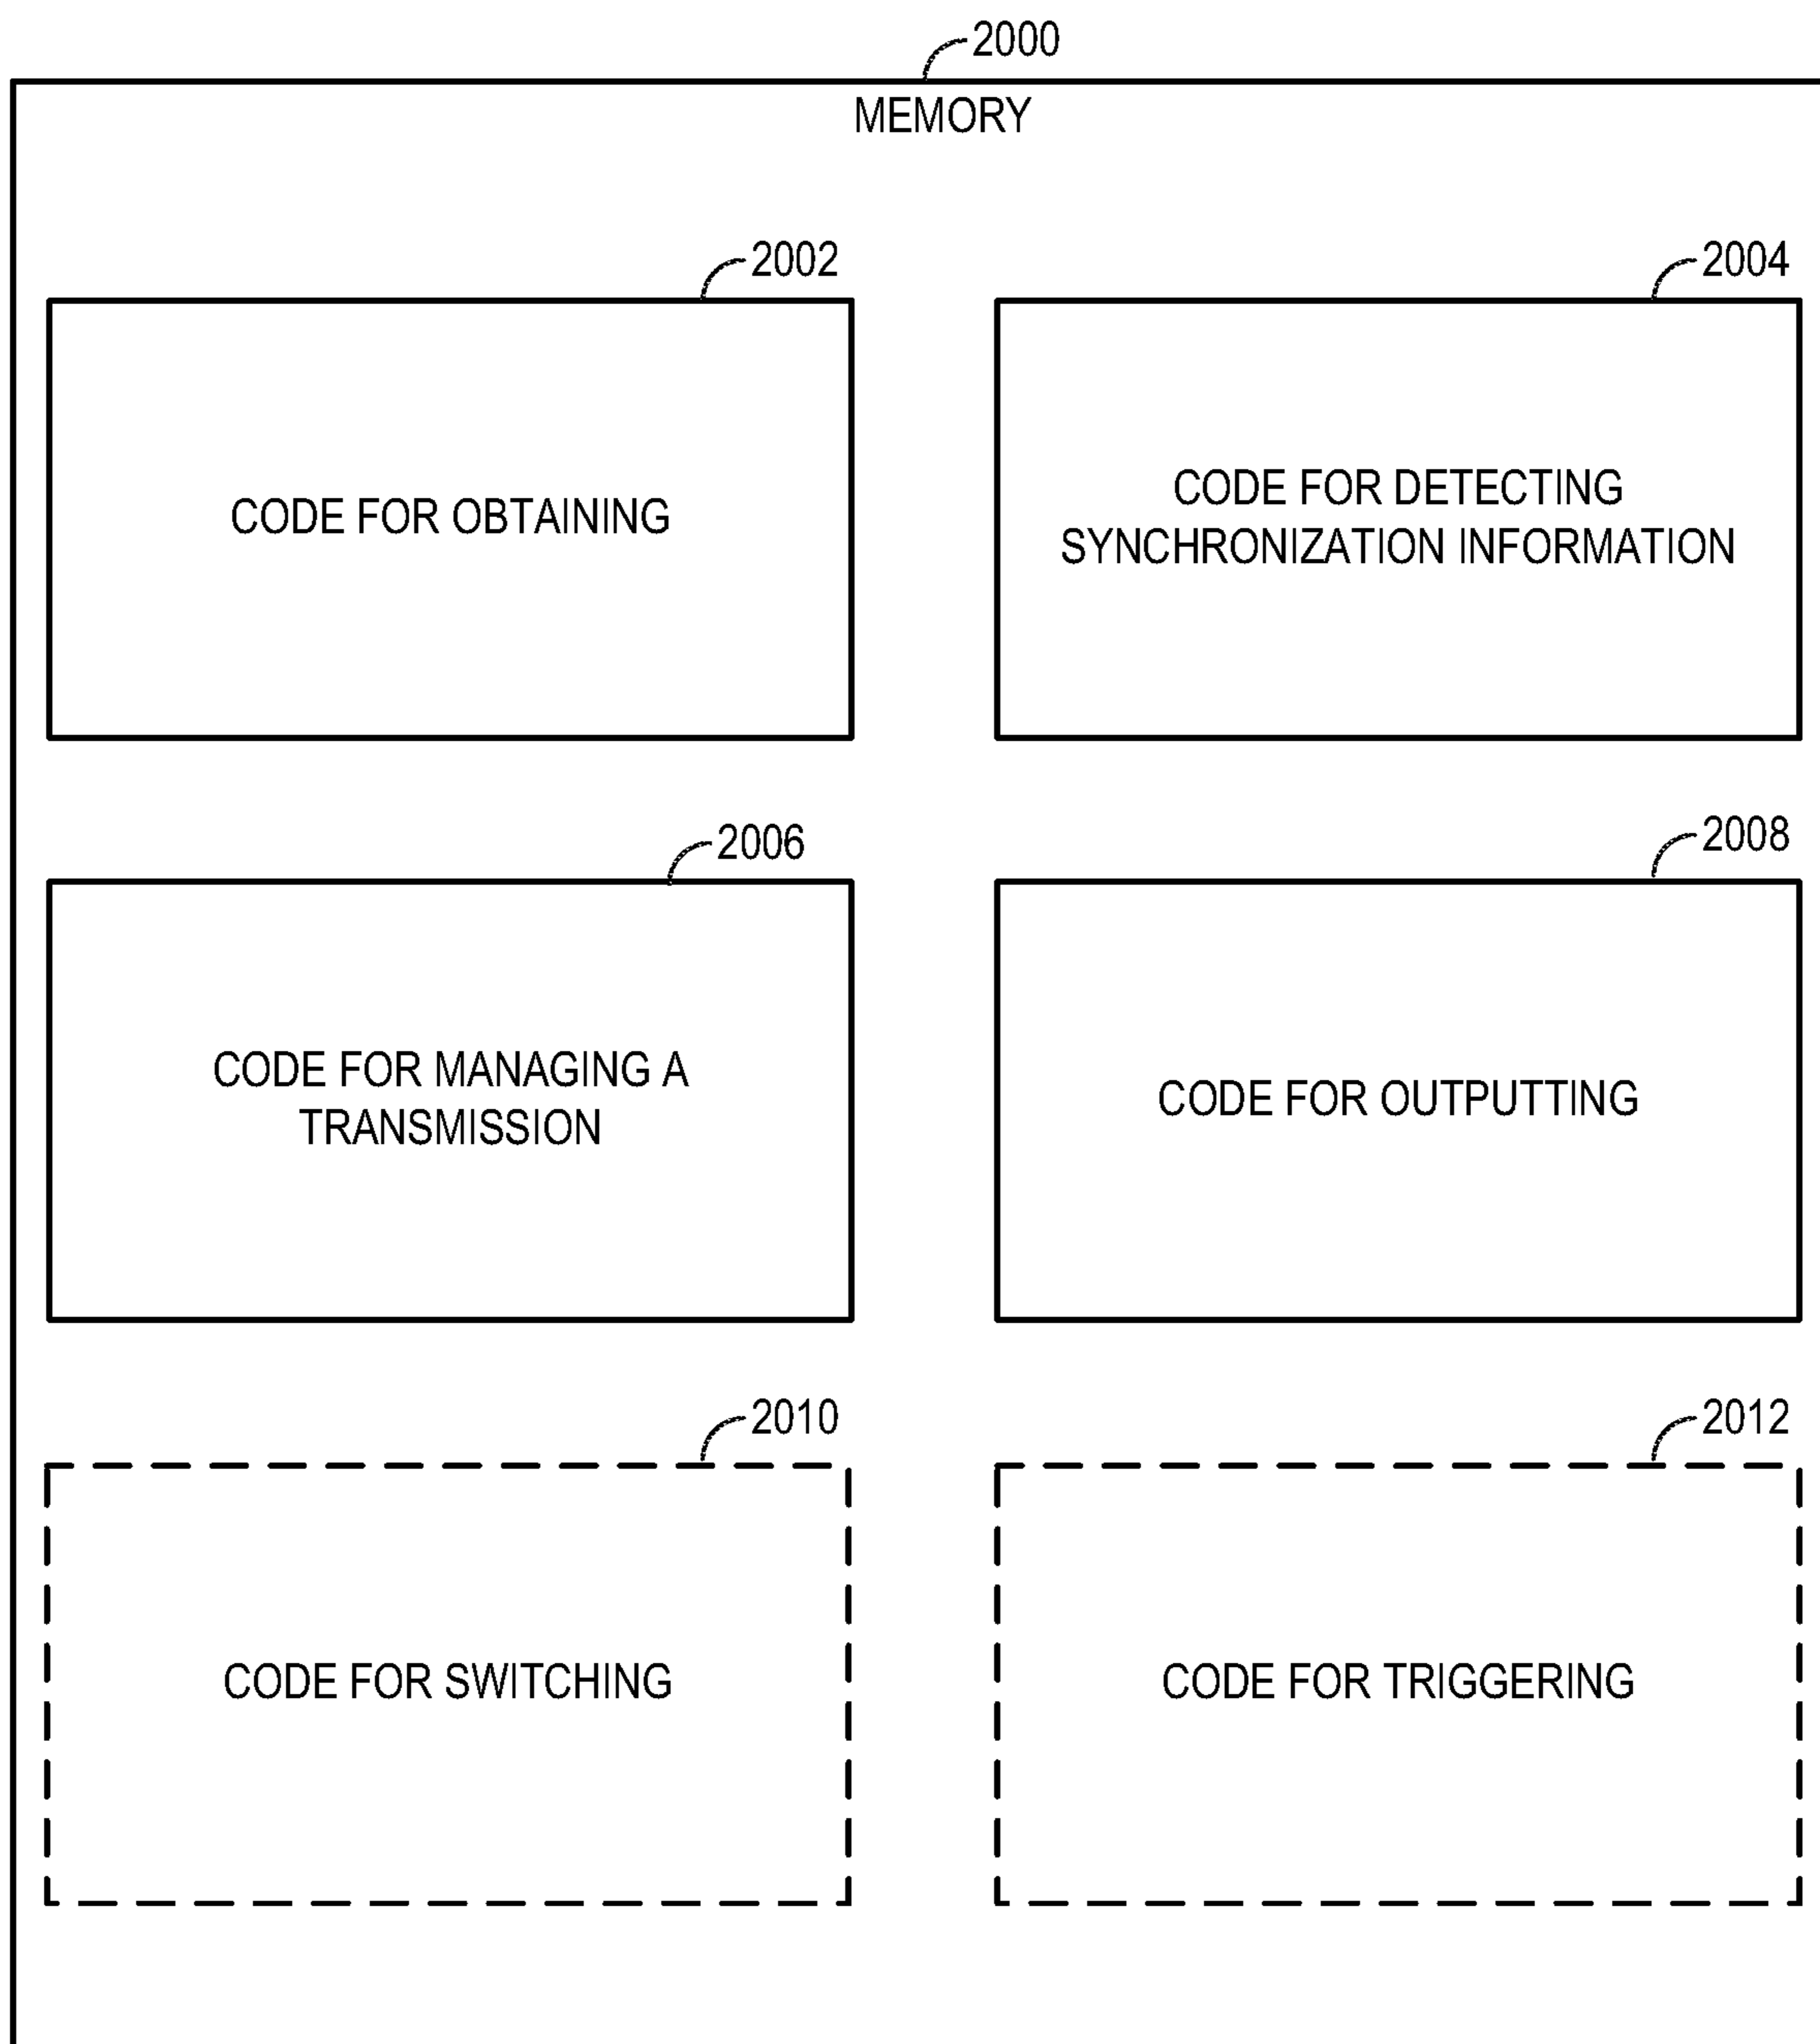 2000
MEMORY
2002
2004
CODE FOR OBTAINING
CODE FOR DETECTING
SYNCHRONIZATION INFORMATION
2006
2008
CODE FOR MANAGING A
TRANSMISSION
CODE FOR OUTPUTTING
2010
2012
CODE FOR SWITCHING
CODE FOR TRIGGERING